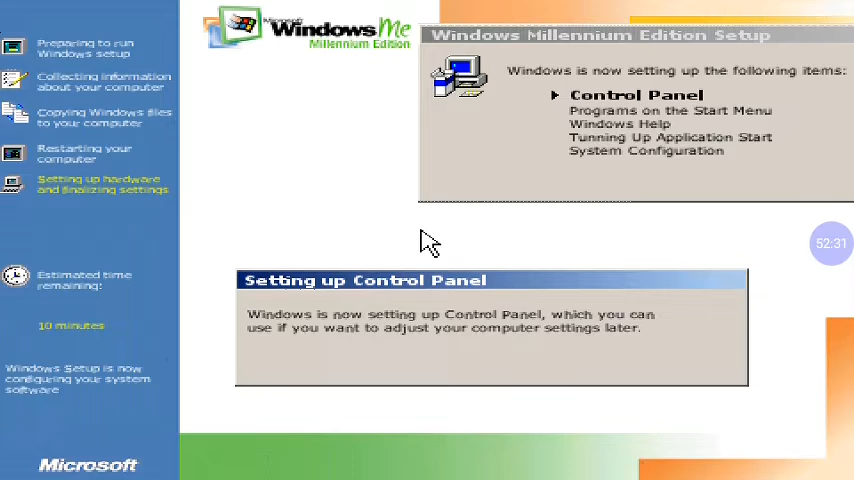 Preparing to run
Windows setup
Collecting information
about your computer
Copying Windows files
to your computer
Restarting your
computer
Setting up hardware
and finalizing settings
Estimated time
remaining:
10 minutes
Windows Setup is now
configuring your system
software
Microsoft
Microsoft
Windows Me
Millennium Edition
Windows Millennium Edition Setup
Windows is now setting up the following items:
Control Panel
Programs on the Start Menu
Windows Help
Tunning Up Application Start
System Configuration
52:31
Setting up Control Panel
Windows is now setting up Control Panel, which you can
use if you want to adjust your computer settings later.